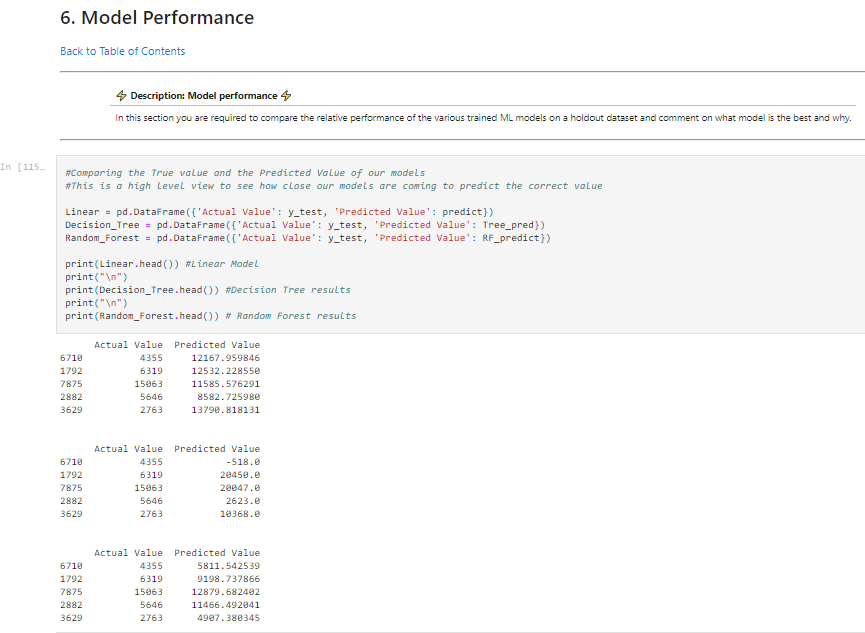 6. Model Performance
Back to Table of Contents
⚡ Description: Model performance ⚡
In this section you are required to compare the relative performance of the various trained ML models on a holdout dataset and comment on what model is the best and why.
In [115…
#Comparing the True value and the Predicted Value of our models
#This is a high Level view to see how close our models are coming to predict the correct value
Linear = pd.DataFrame({'Actual Value': y_test, 'Predicted Value': predict})
Decision_Tree = pd.DataFrame({'Actual Value': y_test, 'Predicted Value': Tree_pred})
Random_Forest = pd.DataFrame({'Actual Value': y_test, 'Predicted Value': RF_predict})
print(Linear.head()) #Linear Model
print("\n")
print(Decision_Tree.head()) #Decision Tree results
print("\n")
print(Random_Forest.head()) # Random Forest results
Actual Value Predicted Value
6710 4355 12167.959846
1792 6319 12532.228550
7875 15063 11585.576291
2882 5646 8582.725980
3629 2763 13790.818131
Actual Value Predicted Value
6710 4355 -518.0
1792 6319 20450.0
7875 15063 20047.0
2882 5646 2623.0
3629 2763 10368.0
Actual Value Predicted Value
6710 4355 5811.542539
1792 6319 9198.737866
7875 15063 12879.682402
2882 5646 11466.492041
3629 2763 4907.380345